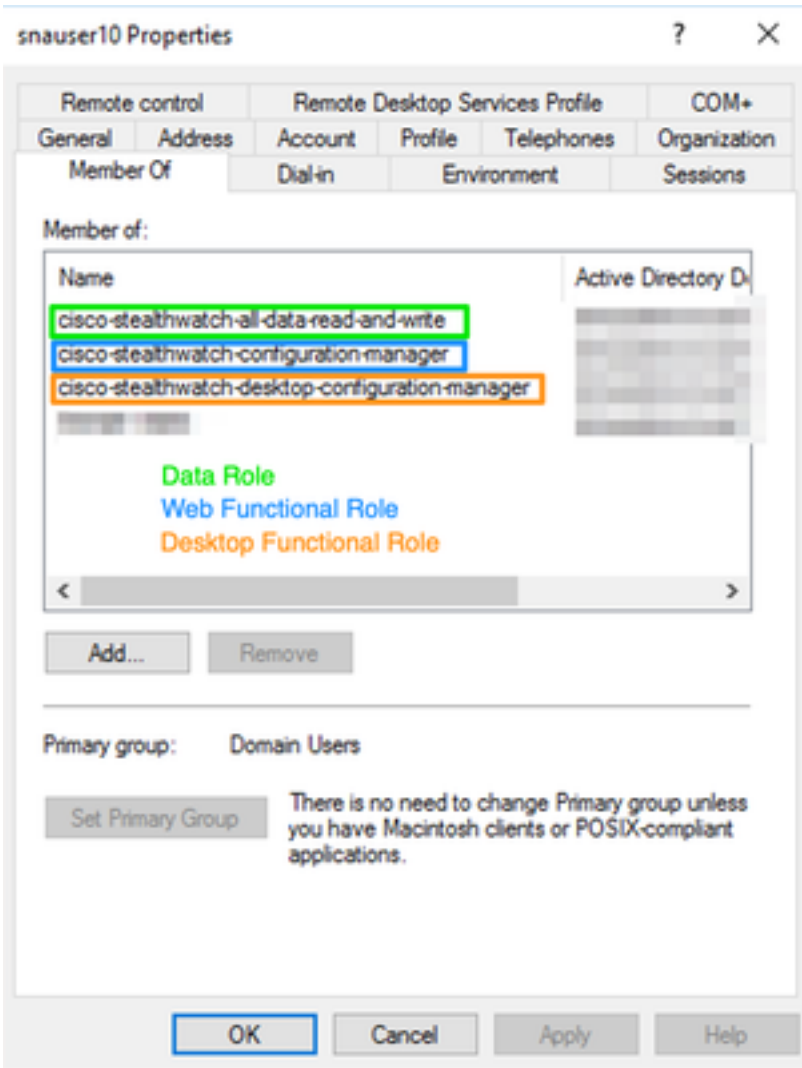 snauser10 Properties ? ×
Remote control Remote Desktop Services Profile COM+
General Address Account Profile Telephones Organization
Member Of Dial-in Environment Sessions
Member of:
Name Active Directory D
cisco-stealthwatch-all-data-read-and-write
cisco-stealthwatch-configuration-manager
cisco-stealthwatch-desktop-configuration-manager
Data Role
Web Functional Role
Desktop Functional Role
Add... Remove
Primary group: Domain Users
Set Primary Group
There is no need to change Primary group unless
you have Macintosh clients or POSIX-compliant
applications.
OK Cancel Apply Help